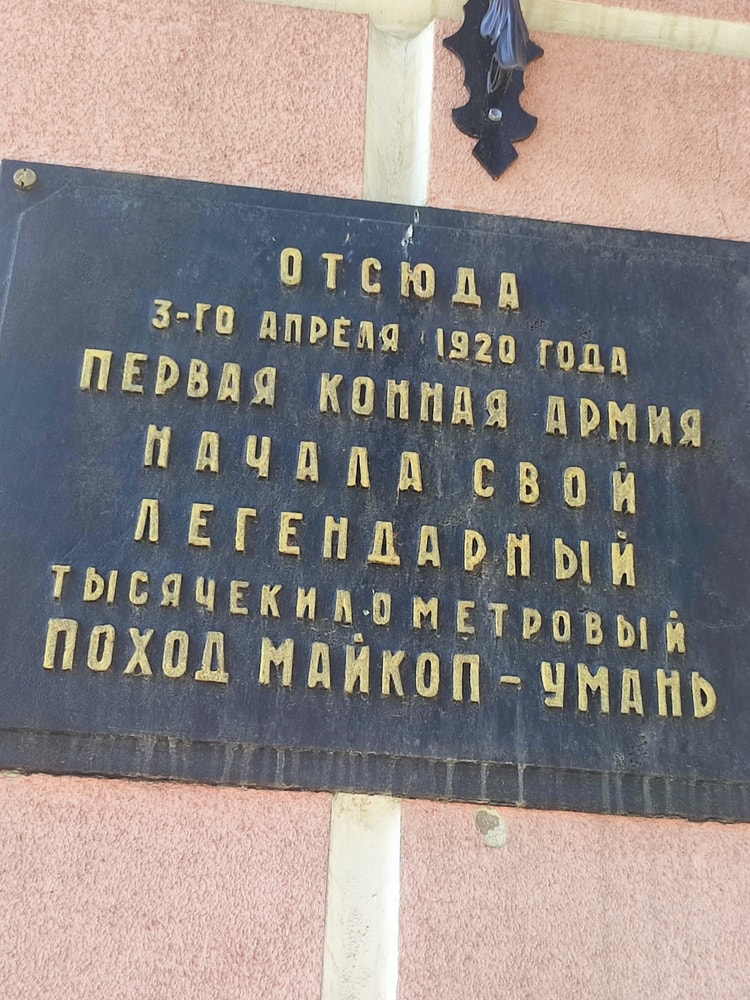 ОТСЮДА
3-ГО АПРЕЛЯ 1920 ГОДА
ПЕРВАЯ КОННАЯ АРМИЯ
НАЧАЛА СВОЙ
ЛЕГЕНДАРНЫЙ
ТЫСЯЧЕКИЛОМЕТРОВЫЙ
ПОХОД МАЙКОП - УМАНЬ